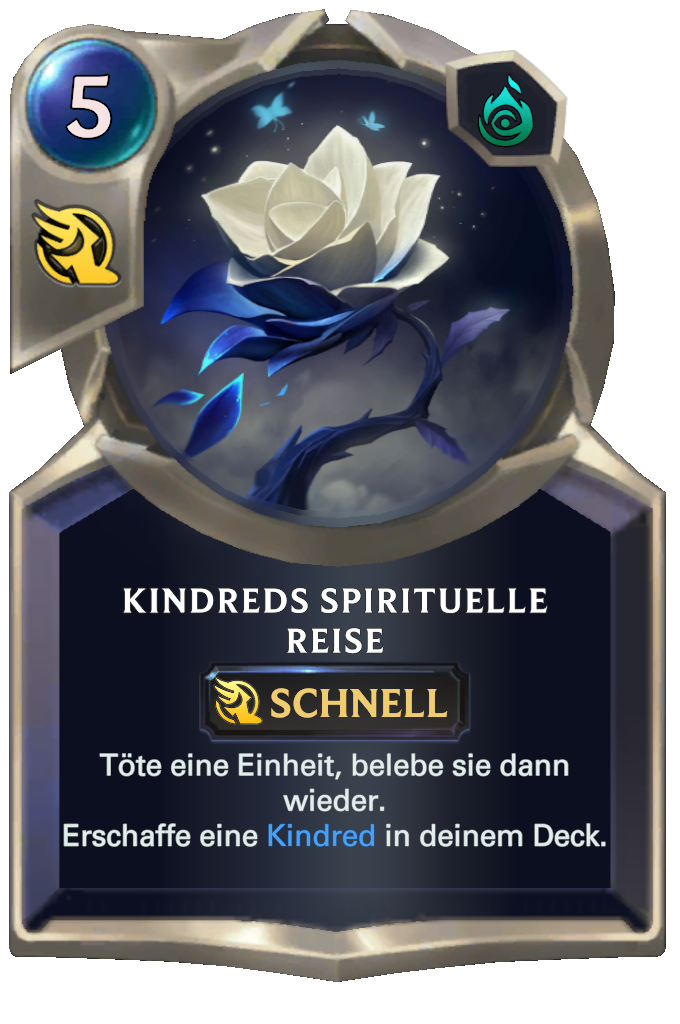 5
KINDREDS SPIRITUELLE
REISE
SCHNELL
Töte eine Einheit, belebe sie dann
wieder.
Erschaffe eine Kindred in deinem Deck.